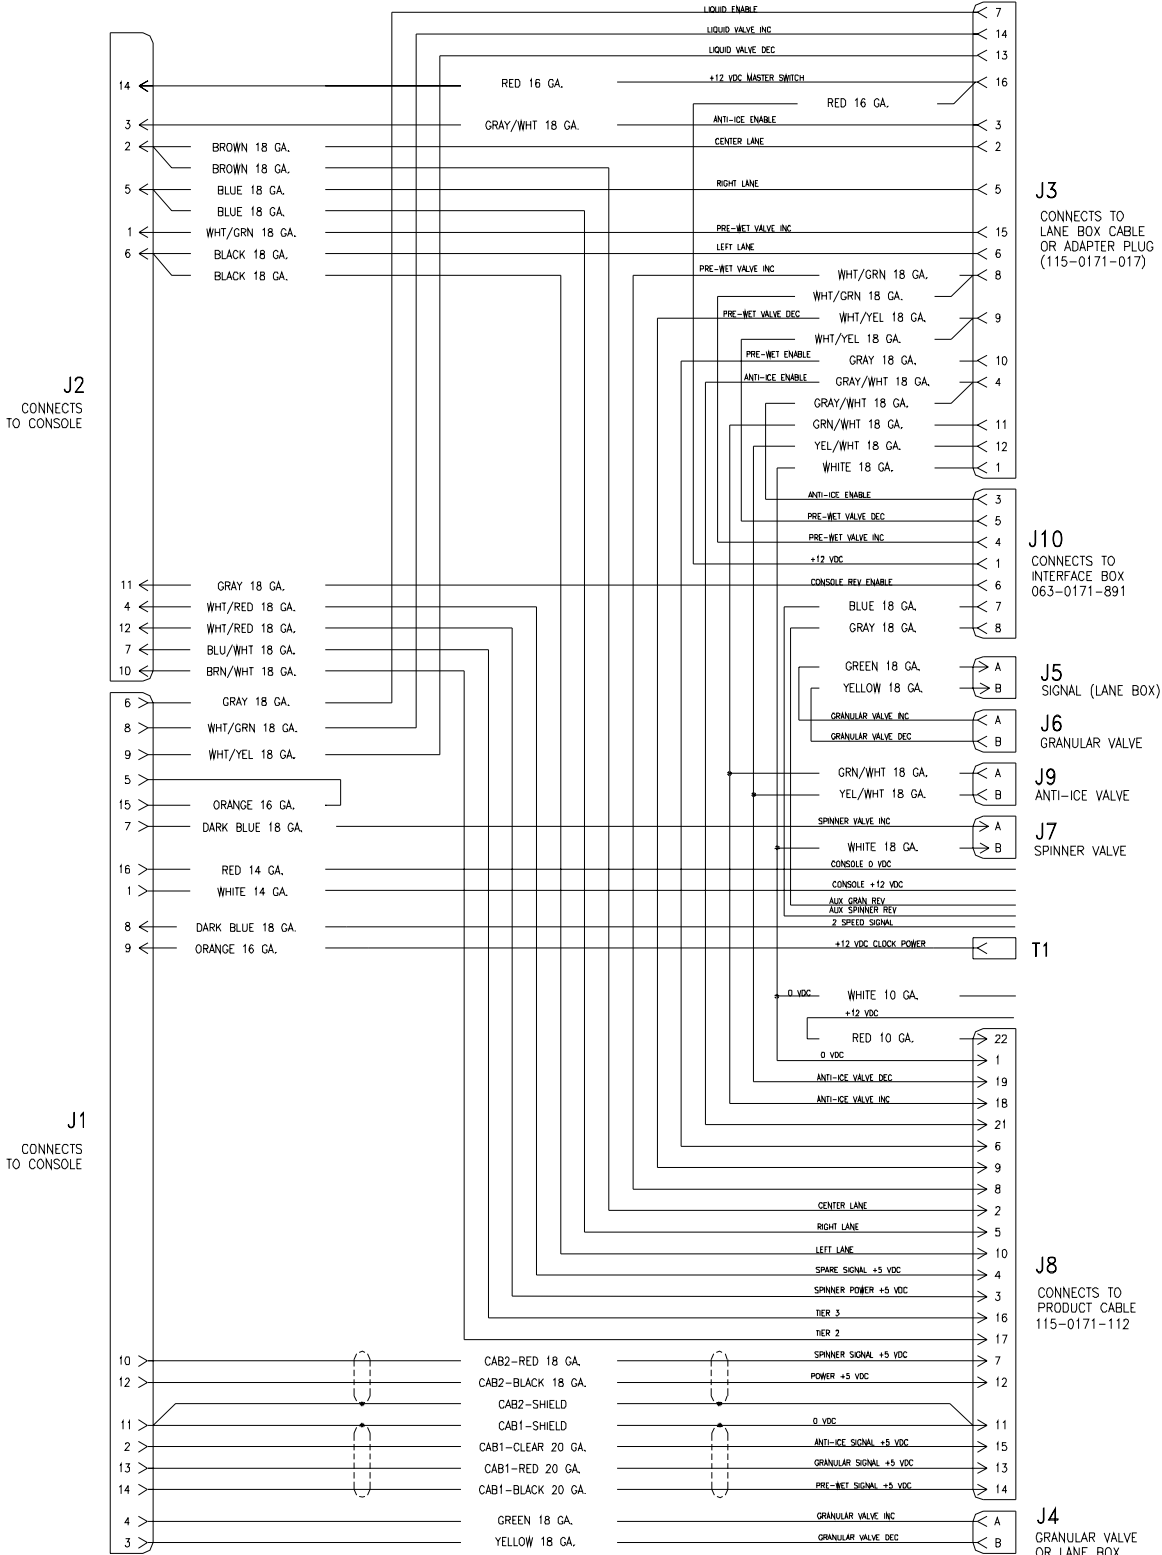 LIQUID ENABLE 7
LIQUID VALVE INC 14
LIQUID VALVE DEC 13
14 RED 16 GA. +12 VDC MASTER SWITCH 16
RED 16 GA.
3 GRAY/WHT 18 GA. ANTI-ICE ENABLE 3
2 BROWN 18 GA. CENTER LANE 2
BROWN 18 GA.
5 BLUE 18 GA. RIGHT LANE 5
BLUE 18 GA.
1 WHT/GRN 18 GA. PRE-WET VALVE INC 15
6 BLACK 18 GA. LEFT LANE 6
BLACK 18 GA. PRE-WET VALVE INC WHT/GRN 18 GA. 8
WHT/GRN 18 GA.
PRE-WET VALVE DEC WHT/YEL 18 GA. 9
WHT/YEL 18 GA.
PRE-WET ENABLE GRAY 18 GA. 10
ANTI-ICE ENABLE GRAY/WHT 18 GA. 4
GRAY/WHT 18 GA.
GRN/WHT 18 GA. 11
YEL/WHT 18 GA. 12
WHITE 18 GA. 1
J3
CONNECTS TO
LANE BOX CABLE
OR ADAPTER PLUG
(115-0171-017)
J2
CONNECTS
TO CONSOLE
ANTI-ICE ENABLE 3
PRE-WET VALVE DEC 5
PRE-WET VALVE INC 4
+12 VDC 1
11 GRAY 18 GA. CONSOLE REV ENABLE 6
4 WHT/RED 18 GA. BLUE 18 GA. 7
12 WHT/RED 18 GA. GRAY 18 GA. 8
J10
CONNECTS TO
INTERFACE BOX
063-0171-891
7 BLU/WHT 18 GA.
10 BRN/WHT 18 GA.
GREEN 18 GA. A
YELLOW 18 GA. B
J5
SIGNAL (LANE BOX)
6 GRAY 18 GA.
8 WHT/GRN 18 GA.
9 WHT/YEL 18 GA.
GRANULAR VALVE INC A
GRANULAR VALVE DEC B
J6
GRANULAR VALVE
5
15 ORANGE 16 GA.
GRN/WHT 18 GA. A
YEL/WHT 18 GA. B
J9
ANTI-ICE VALVE
7 DARK BLUE 18 GA. SPINNER VALVE INC A
WHITE 18 GA. B
J7
SPINNER VALVE
16 RED 14 GA. CONSOLE 0 VDC
1 WHITE 14 GA. CONSOLE +12 VDC
AUX GRAN REV
AUX SPINNER REV
8 DARK BLUE 18 GA. 2 SPEED SIGNAL
9 ORANGE 16 GA. +12 VDC CLOCK POWER T1
0 VDC WHITE 10 GA.
+12 VDC
RED 10 GA. 22
0 VDC 1
ANTI-ICE VALVE DEC 19
ANTI-ICE VALVE INC 18
21
6
9
8
CENTER LANE 2
RIGHT LANE 5
LEFT LANE 10
SPARE SIGNAL +5 VDC 4
SPINNER POWER +5 VDC 3
TIER 3 16
TIER 2 17
J1
CONNECTS
TO CONSOLE
J8
CONNECTS TO
PRODUCT CABLE
115-0171-112
10 CAB2-RED 18 GA. SPINNER SIGNAL +5 VDC 7
12 CAB2-BLACK 18 GA. POWER +5 VDC 12
CAB2-SHIELD
11 CAB1-SHIELD 0 VDC 11
2 CAB1-CLEAR 20 GA. ANTI-ICE SIGNAL +5 VDC 15
13 CAB1-RED 20 GA. GRANULAR SIGNAL +5 VDC 13
14 CAB1-BLACK 20 GA. PRE-WET SIGNAL +5 VDC 14
4 GREEN 18 GA. GRANULAR VALVE INC A
3 YELLOW 18 GA. GRANULAR VALVE DEC B
J4
GRANULAR VALVE
OR LANE BOX